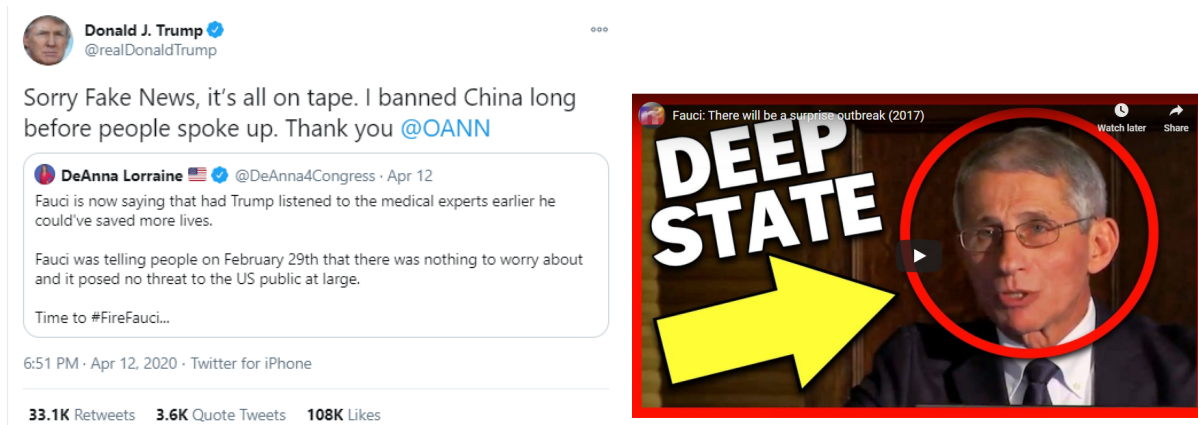 Donald J. Trump
@realDonaldTrump
Sorry Fake News, it's all on tape. I banned China long
before people spoke up. Thank you @OANN
DeAnna Lorraine 🇺🇸 @DeAnna4Congress · Apr 12
Fauci is now saying that had Trump listened to the medical experts earlier he
could've saved more lives.
Fauci was telling people on February 29th that there was nothing to worry about
and it posed no threat to the US public at large.
Time to #FireFauci...
6:51 PM · Apr 12, 2020 · Twitter for iPhone
33.1K Retweets 3.6K Quote Tweets 108K Likes
Fauci: There will be a surprise outbreak (2017)
Watch later Share
DEEP
STATE